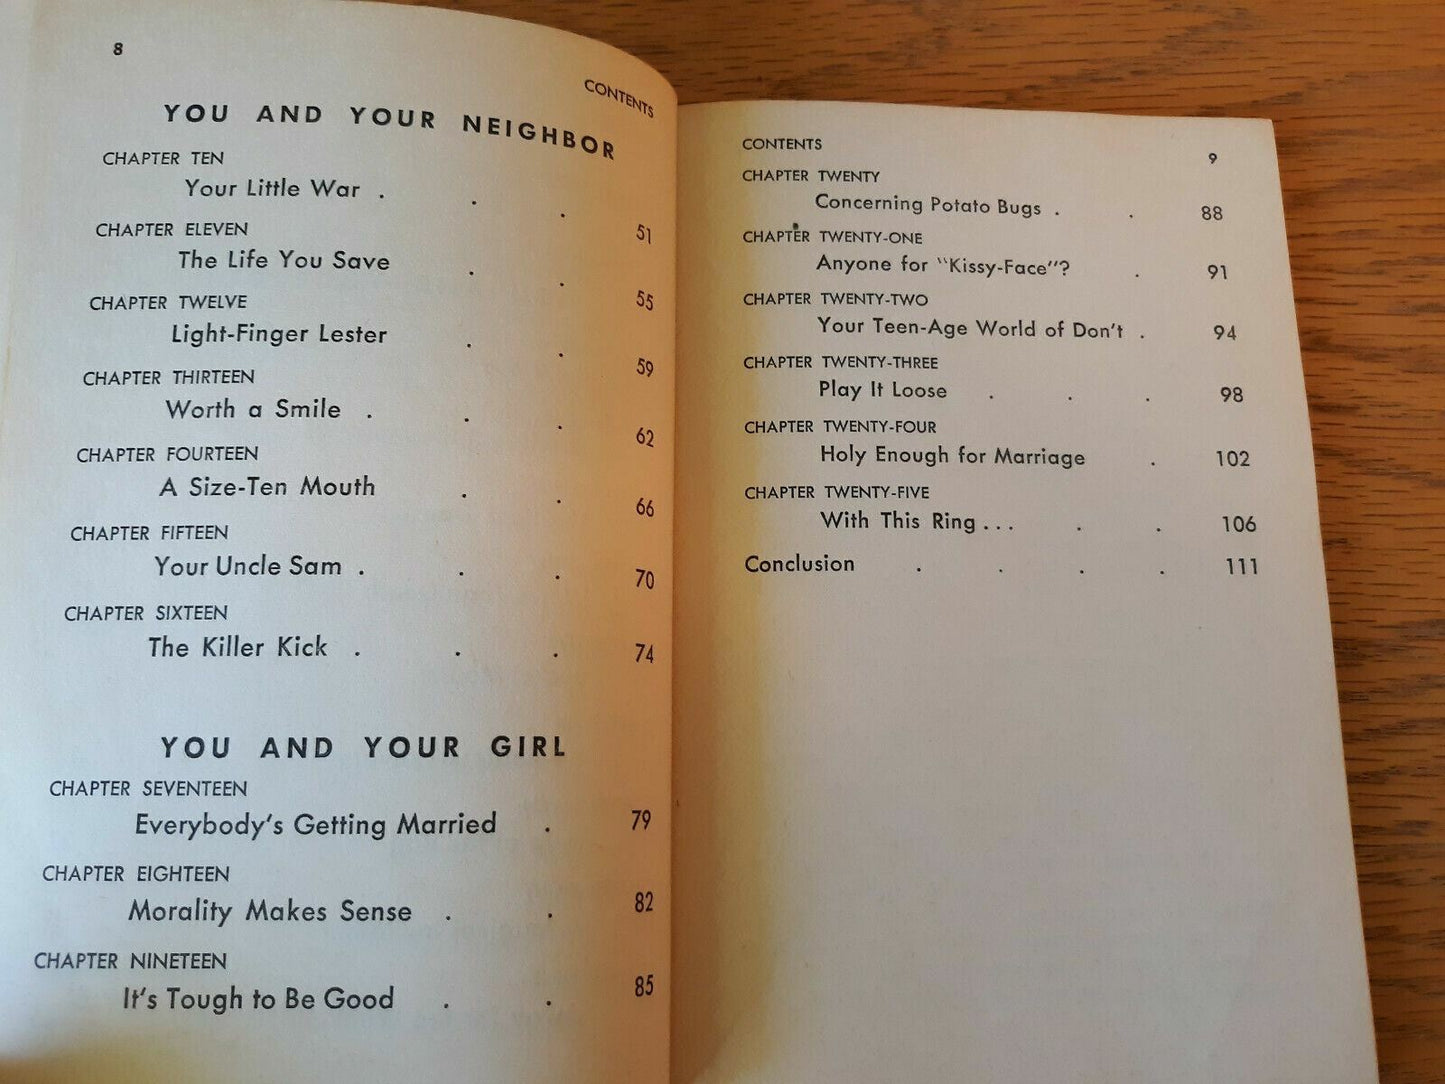 8
CONTENTS
YOU AND YOUR NEIGHBOR
CHAPTER TEN
Your Little War . . . 51
CHAPTER ELEVEN
The Life You Save . . 55
CHAPTER TWELVE
Light-Finger Lester . . 59
CHAPTER THIRTEEN
Worth a Smile . . . 62
CHAPTER FOURTEEN
A Size-Ten Mouth . . 66
CHAPTER FIFTEEN
Your Uncle Sam . . . 70
CHAPTER SIXTEEN
The Killer Kick . . . 74
YOU AND YOUR GIRL
CHAPTER SEVENTEEN
Everybody's Getting Married . 79
CHAPTER EIGHTEEN
Morality Makes Sense . . 82
CHAPTER NINETEEN
It's Tough to Be Good . . 85
CONTENTS 9
CHAPTER TWENTY
Concerning Potato Bugs . . 88
CHAPTER TWENTY-ONE
Anyone for "Kissy-Face"? . 91
CHAPTER TWENTY-TWO
Your Teen-Age World of Don't . 94
CHAPTER TWENTY-THREE
Play It Loose . . . 98
CHAPTER TWENTY-FOUR
Holy Enough for Marriage . 102
CHAPTER TWENTY-FIVE
With This Ring . . . . . 106
Conclusion . . . . 111